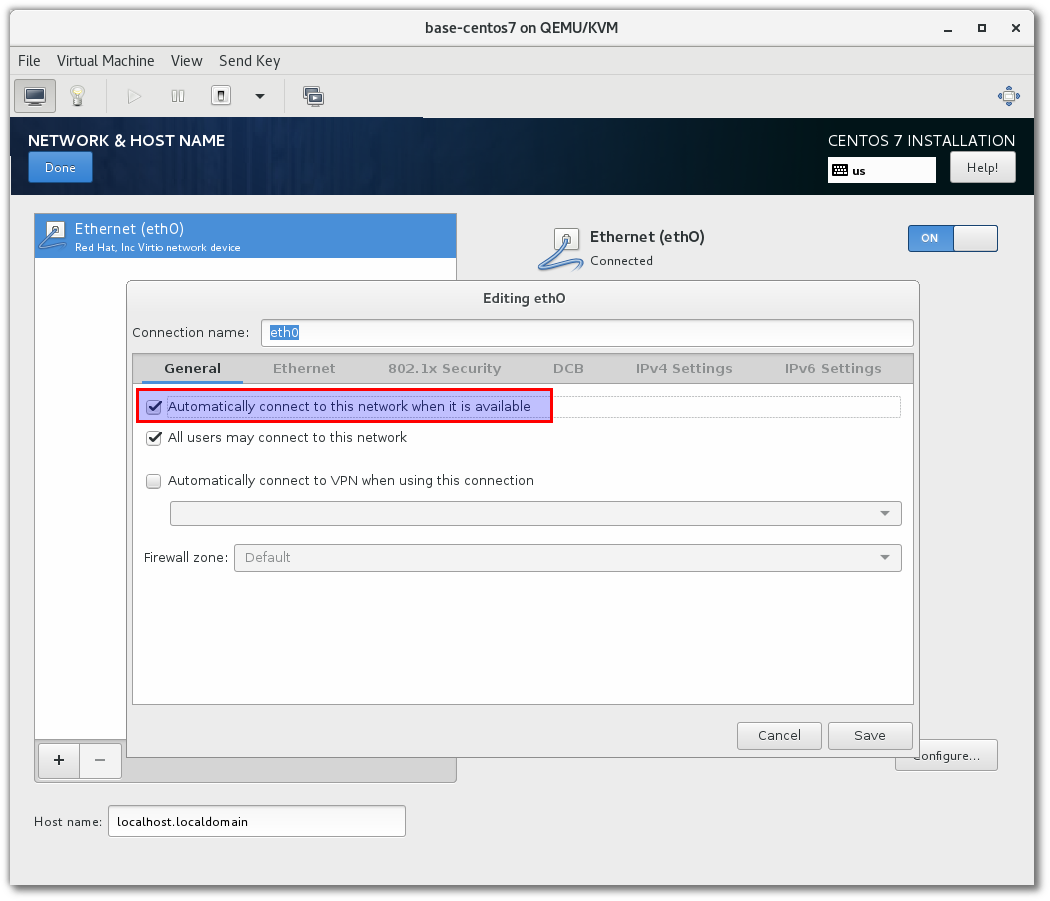 base-centos7 on QEMU/KVM
File Virtual Machine View Send Key
NETWORK & HOST NAME
CENTOS 7 INSTALLATION
Done
us
Help!
Ethernet (eth0)
Red Hat, Inc Virtio network device
Ethernet (eth0)
Connected
ON
Editing eth0
Connection name: eth0
General Ethernet 802.1x Security DCB IPv4 Settings IPv6 Settings
Automatically connect to this network when it is available
All users may connect to this network
Automatically connect to VPN when using this connection
Firewall zone: Default
Cancel Save
+ −
Configure...
Host name: localhost.localdomain